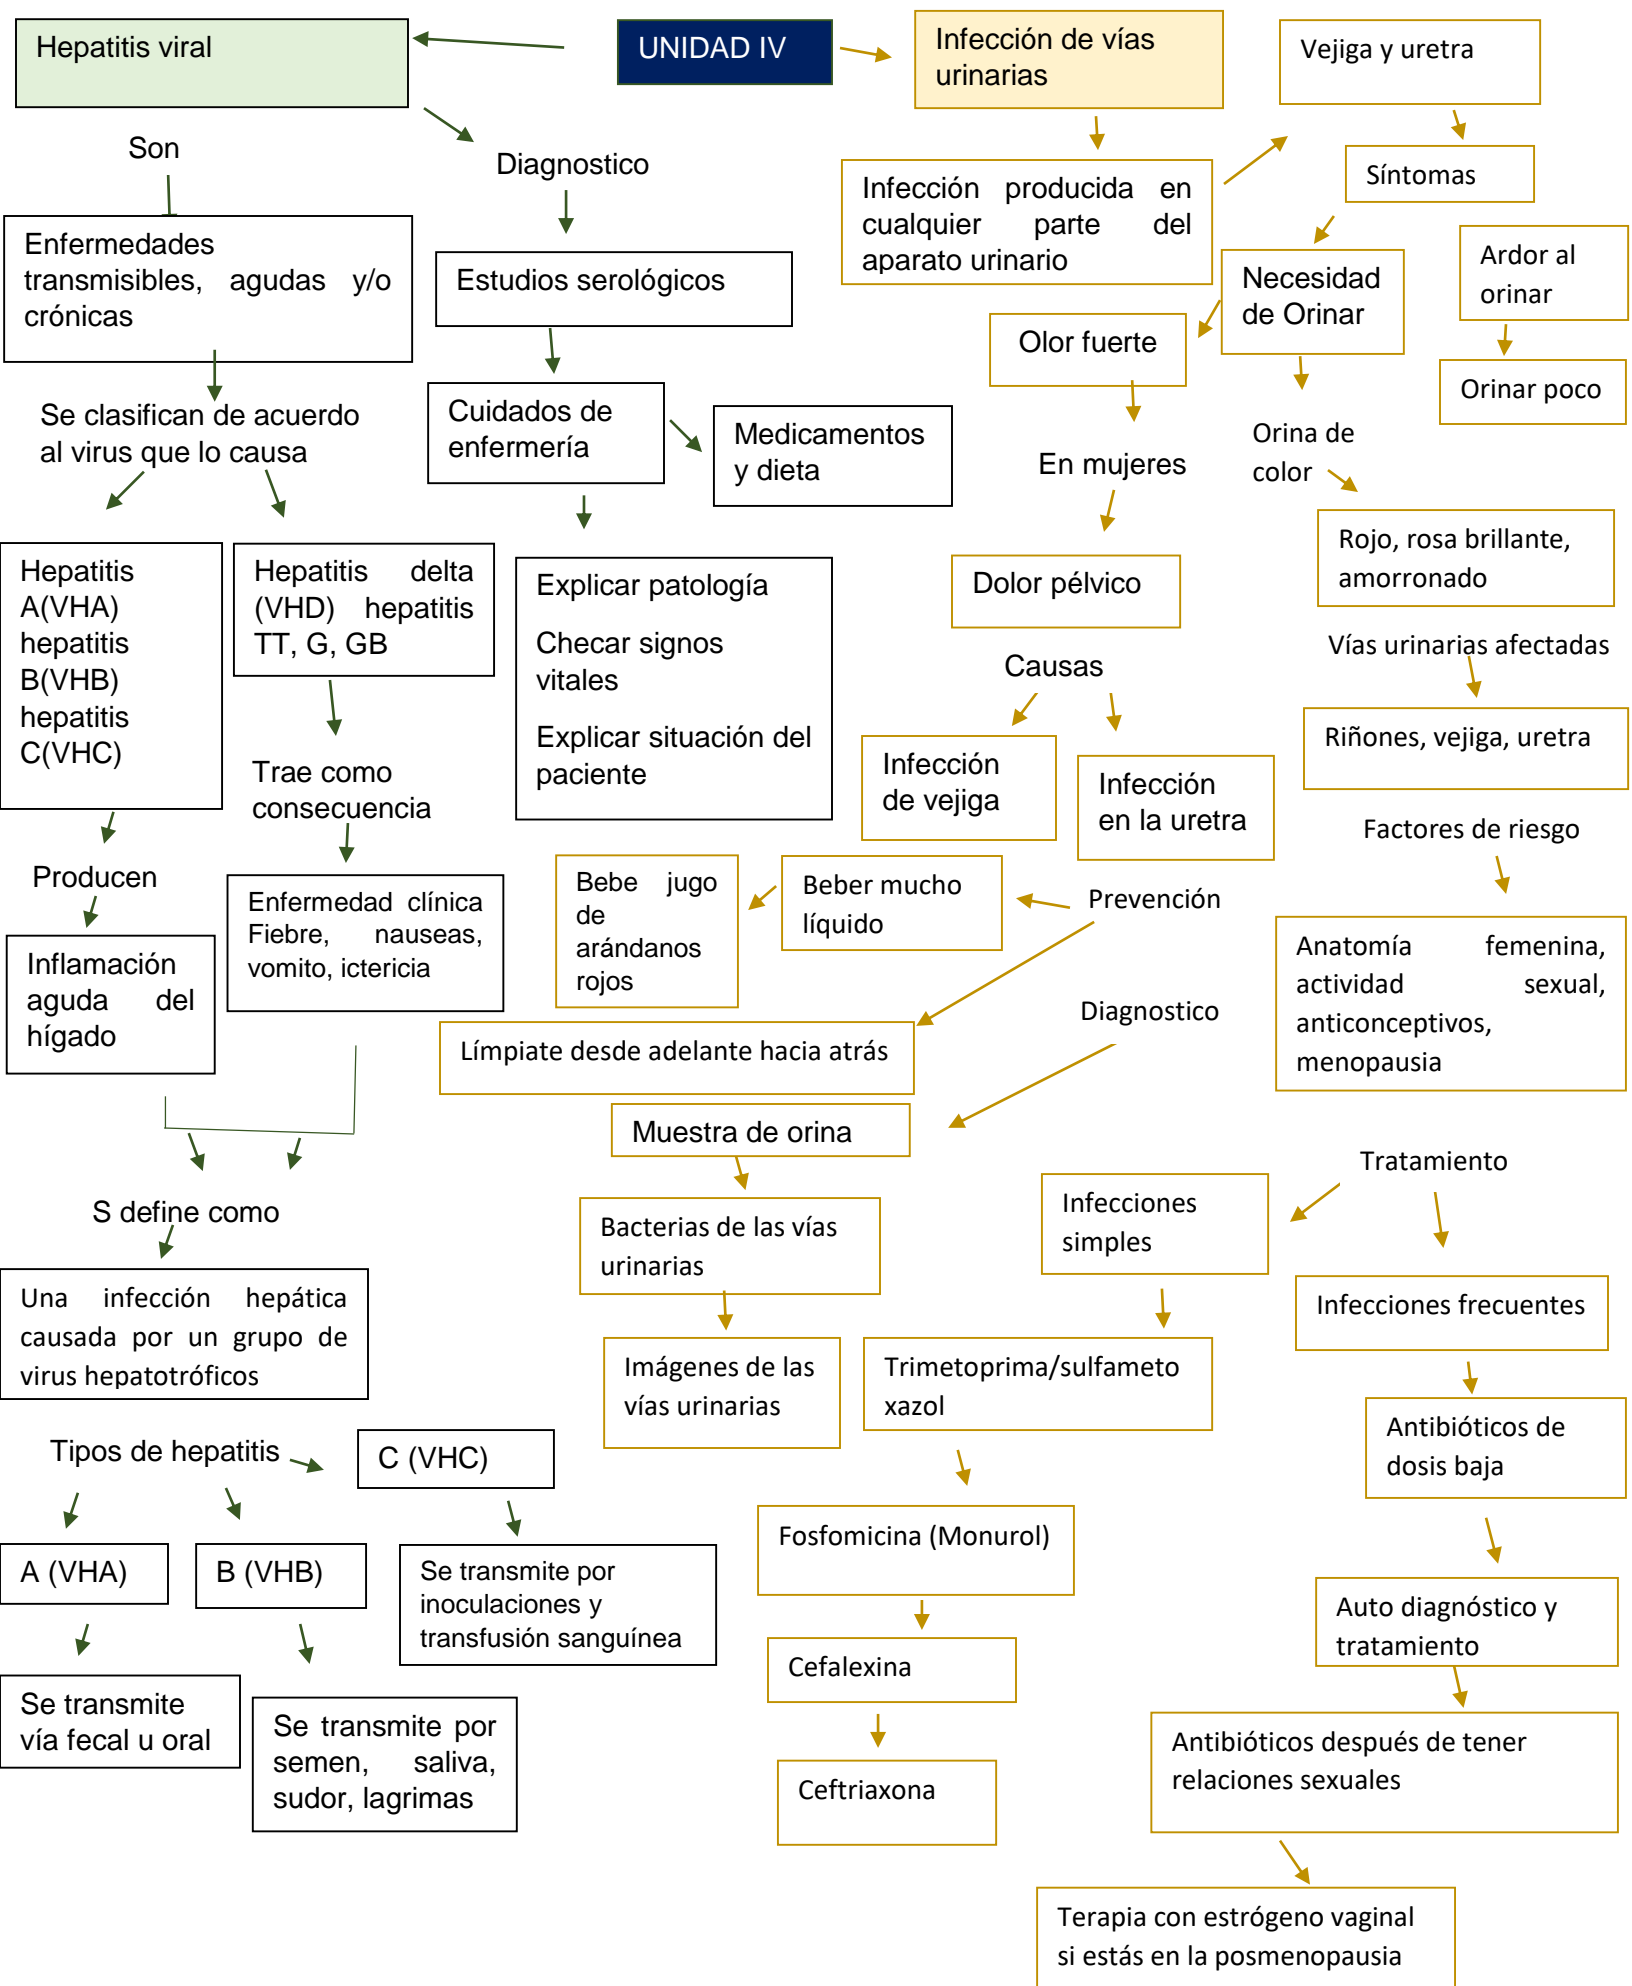 Hepatitis viral
UNIDAD IV
Infección de vías
urinarias
Vejiga y uretra
Son
Diagnostico
Infección producida en
cualquier parte del
aparato urinario
Síntomas
Enfermedades
transmisibles, agudas y/o
crónicas
Estudios serológicos
Necesidad
de Orinar
Ardor al
orinar
Olor fuerte
Orinar poco
Se clasifican de acuerdo
al virus que lo causa
Cuidados de
enfermería
Medicamentos
y dieta
En mujeres
Orina de
color
Hepatitis
A(VHA)
hepatitis
B(VHB)
hepatitis
C(VHC)
Hepatitis delta
(VHD) hepatitis
TT, G, GB
Explicar patología
Checar signos
vitales
Explicar situación del
paciente
Dolor pélvico
Rojo, rosa brillante,
amorronado
Causas
Vías urinarias afectadas
Riñones, vejiga, uretra
Trae como
consecuencia
Infección
de vejiga
Infección
en la uretra
Factores de riesgo
Producen
Enfermedad clínica
Fiebre, nauseas,
vomito, ictericia
Bebe jugo
de
arándanos
rojos
Beber mucho
líquido
Prevención
Inflamación
aguda del
hígado
Anatomía femenina,
actividad sexual,
anticonceptivos,
menopausia
Límpiate desde adelante hacia atrás
Diagnostico
Muestra de orina
Tratamiento
S define como
Bacterias de las vías
urinarias
Infecciones
simples
Una infección hepática
causada por un grupo de
virus hepatotróficos
Infecciones frecuentes
Imágenes de las
vías urinarias
Trimetoprima/sulfameto
xazol
Tipos de hepatitis
C (VHC)
Antibióticos de
dosis baja
A (VHA)
B (VHB)
Se transmite por
inoculaciones y
transfusión sanguínea
Fosfomicina (Monurol)
Auto diagnóstico y
tratamiento
Cefalexina
Se transmite
vía fecal u oral
Se transmite por
semen, saliva,
sudor, lagrimas
Ceftriaxona
Antibióticos después de tener
relaciones sexuales
Terapia con estrógeno vaginal
si estás en la posmenopausia